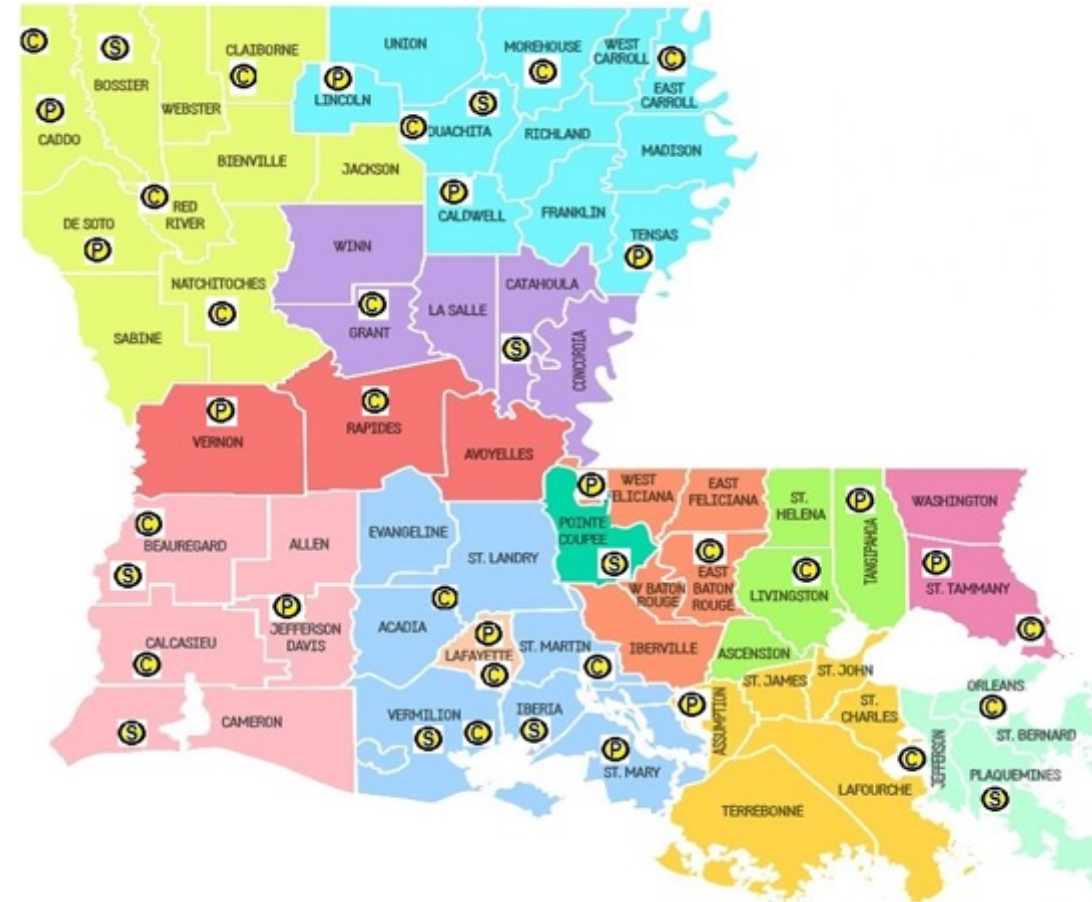 UNION
MOREHOUSE
WEST
CARROLL
C
S
CLAIBORNE
C
C
P
BOSSIER
C
P
LINCOLN
S
EAST
CARROLL
P
WEBSTER
C
OUACHITA
RICHLAND
CADDO
MADISON
BIENVILLE
JACKSON
C
RED
RIVER
P
CALDWELL
FRANKLIN
DE SOTO
P
WINN
TENSAS
P
NATCHITOCHES
CATAHOULA
C
C
LA SALLE
GRANT
SABINE
S
CONCORDIA
P
C
VERNON
RAPIDES
AVOYELLES
P
WEST
FELICIANA
EAST
FELICIANA
ST.
HELENA
P
WASHINGTON
C
BEAUREGARD
ALLEN
EVANGELINE
POINTE
COUPEE
TANGIPAHOA
ST. LANDRY
C
S
S
W BATON
ROUGE
EAST
BATON
ROUGE
C
LIVINGSTON
P
ST. TAMMANY
P
JEFFERSON
DAVIS
C
ACADIA
C
CALCASIEU
C
P
LAFAYETTE
C
ST. MARTIN
C
IBERIVILLE
ASCENSION
ST. JAMES
ST. JOHN
ST.
CHARLES
ORLEANS
C
S
CAMERON
VERMILION
S
C
IBERIA
S
P
ASSUMPTION
ST. BERNARD
P
ST. MARY
C
JEFFERSON
PLAQUEMINES
S
LAFOURCHE
TERREBONNE